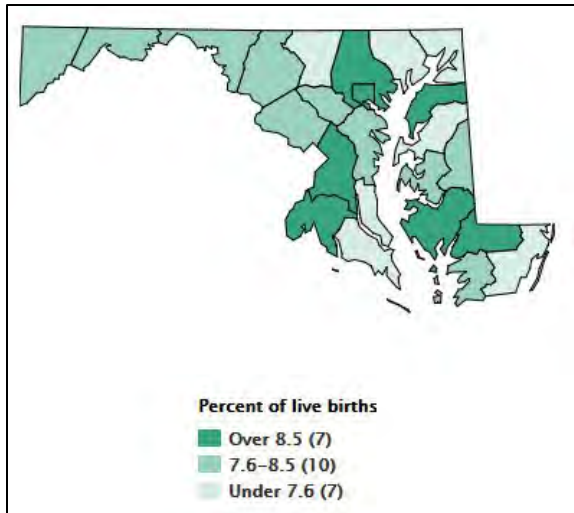 Percent of live births
Over 8.5 (7)
7.6–8.5 (10)
Under 7.6 (7)